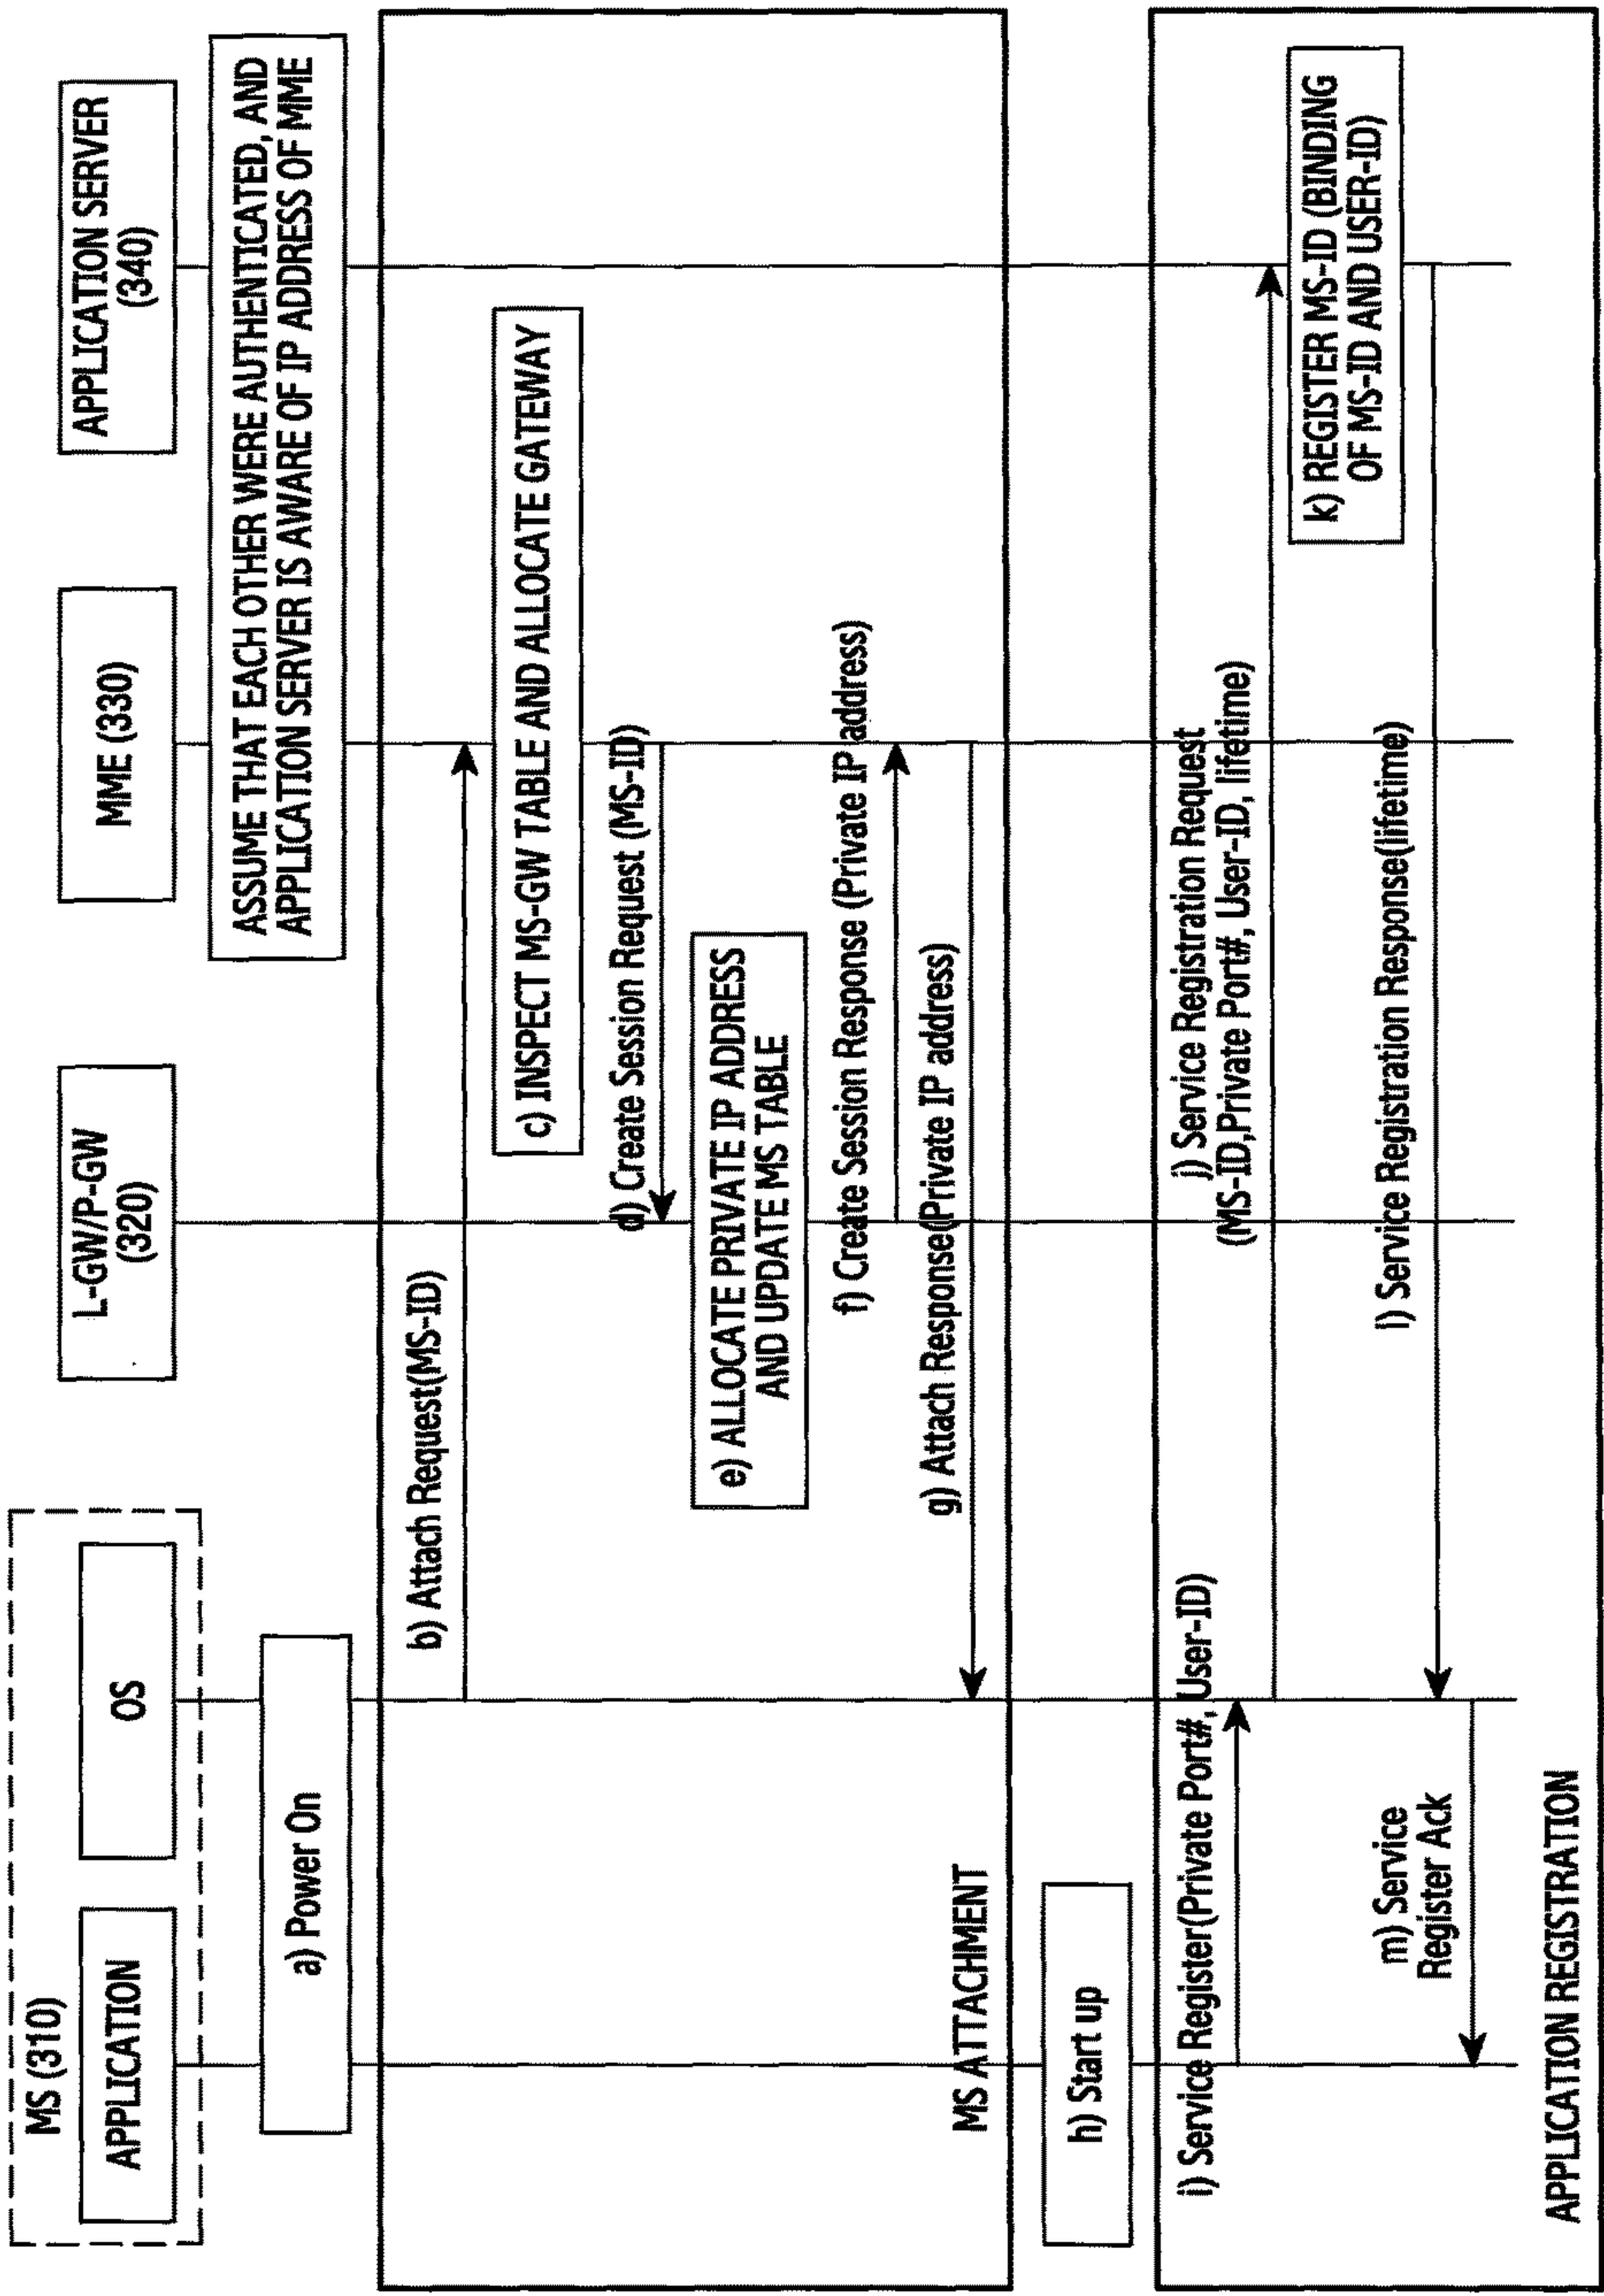 MS (310)
APPLICATION
OS
L-GW/P-GW
(320)
MME (330)
APPLICATION SERVER
(340)
ASSUME THAT EACH OTHER WERE AUTHENTICATED, AND
APPLICATION SERVER IS AWARE OF IP ADDRESS OF MME
a) Power On
b) Attach Request(MS-ID)
c) INSPECT MS-GW TABLE AND ALLOCATE GATEWAY
d) Create Session Request (MS-ID)
e) ALLOCATE PRIVATE IP ADDRESS
AND UPDATE MS TABLE
f) Create Session Response (Private IP address)
g) Attach Response(Private IP address)
MS ATTACHMENT
h) Start up
i) Service Register(Private Port#, User-ID)
j) Service Registration Request
(MS-ID,Private Port#, User-ID, lifetime)
k) REGISTER MS-ID (BINDING
OF MS-ID AND USER-ID)
l) Service Registration Response(lifetime)
m) Service
Register Ack
APPLICATION REGISTRATION